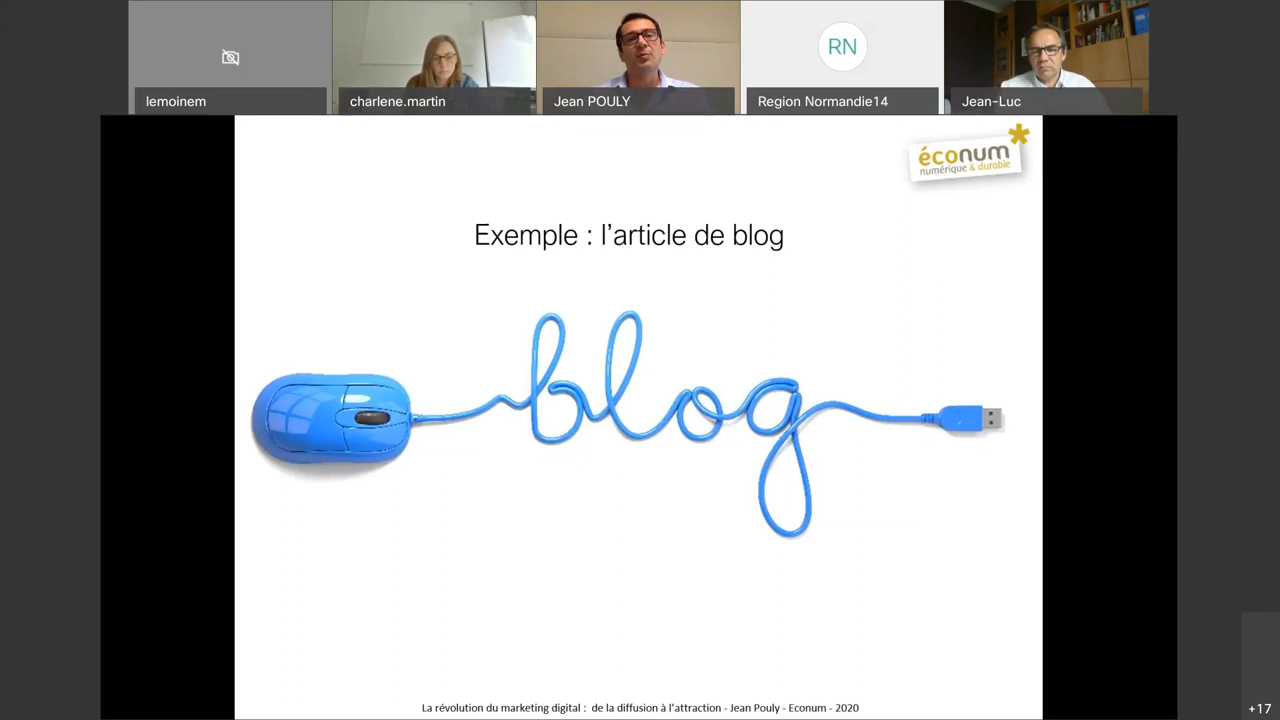 lemoinem
charlene.martin
Jean POULY
RN
Region Normandie14
Jean-Luc
éconum
numérique & durable
Exemple : l’article de blog
blog
La révolution du marketing digital : de la diffusion à l’attraction - Jean Pouly - Econum - 2020
+17